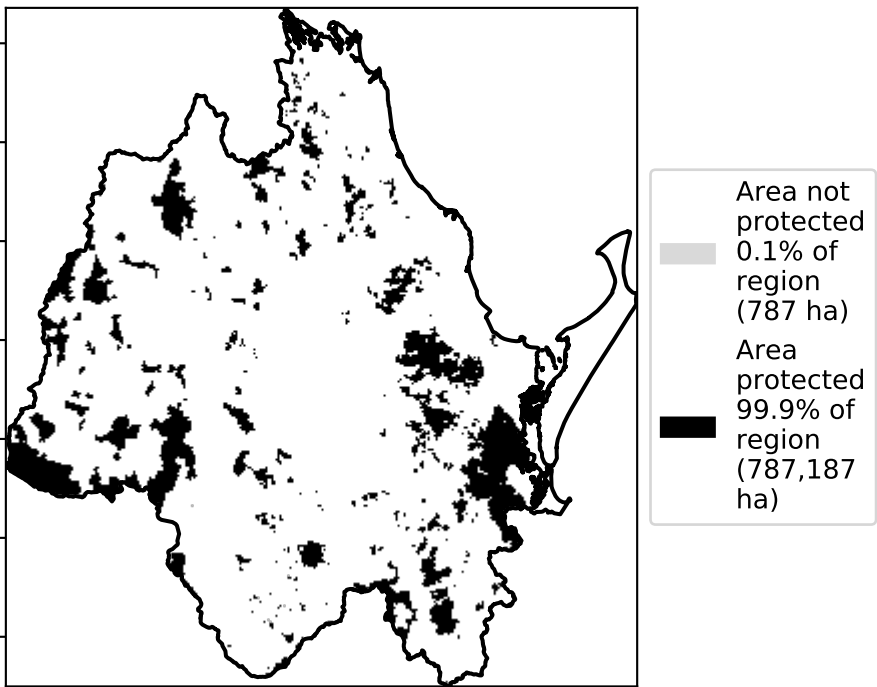 Area not
protected
0.1% of
region
(787 ha)
Area
protected
99.9% of
region
(787,187
ha)